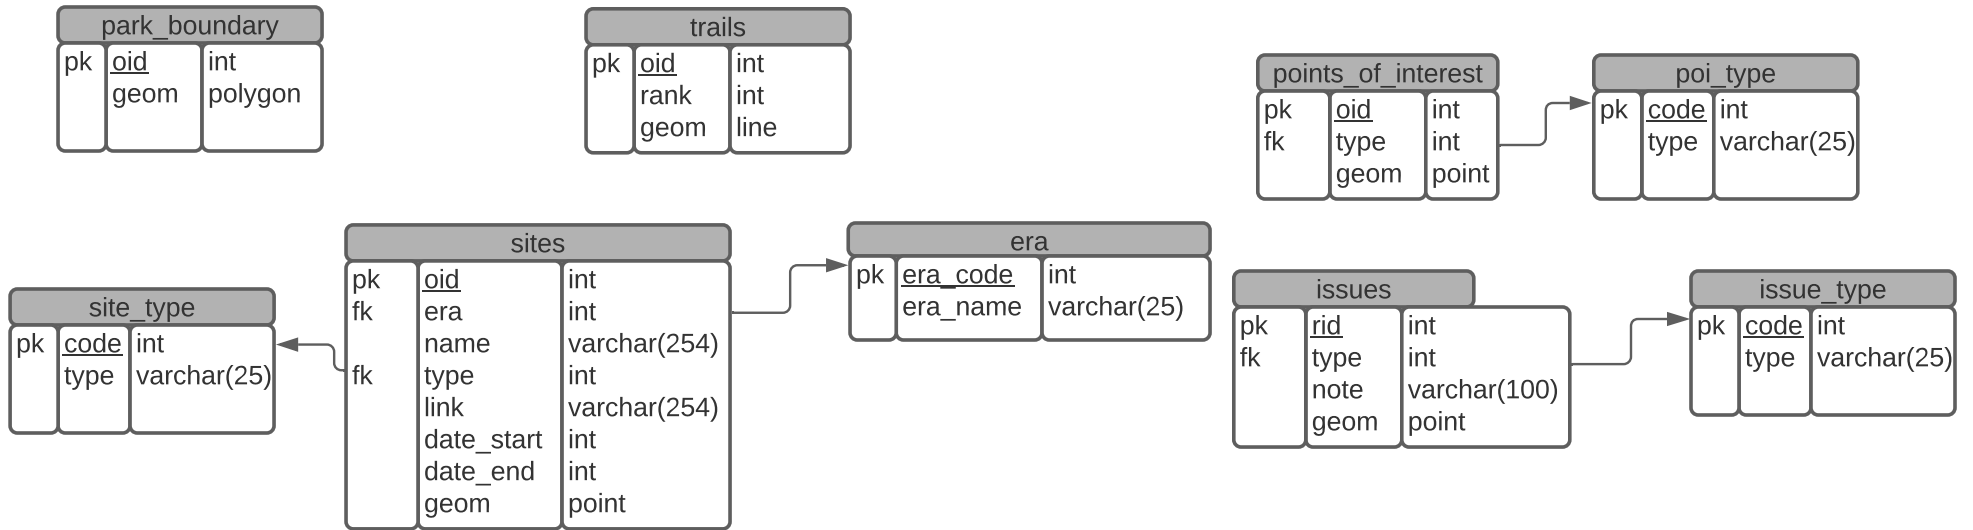 park_boundary
pk oid int
geom polygon
trails
pk oid int
rank int
geom line
points_of_interest
pk oid int
fk type int
geom point
poi_type
pk code int
type varchar(25)
site_type
pk code int
type varchar(25)
sites
pk oid int
fk era int
name varchar(254)
fk type int
link varchar(254)
date_start int
date_end int
geom point
era
pk era_code int
era_name varchar(25)
issues
pk rid int
fk type int
note varchar(100)
geom point
issue_type
pk code int
type varchar(25)